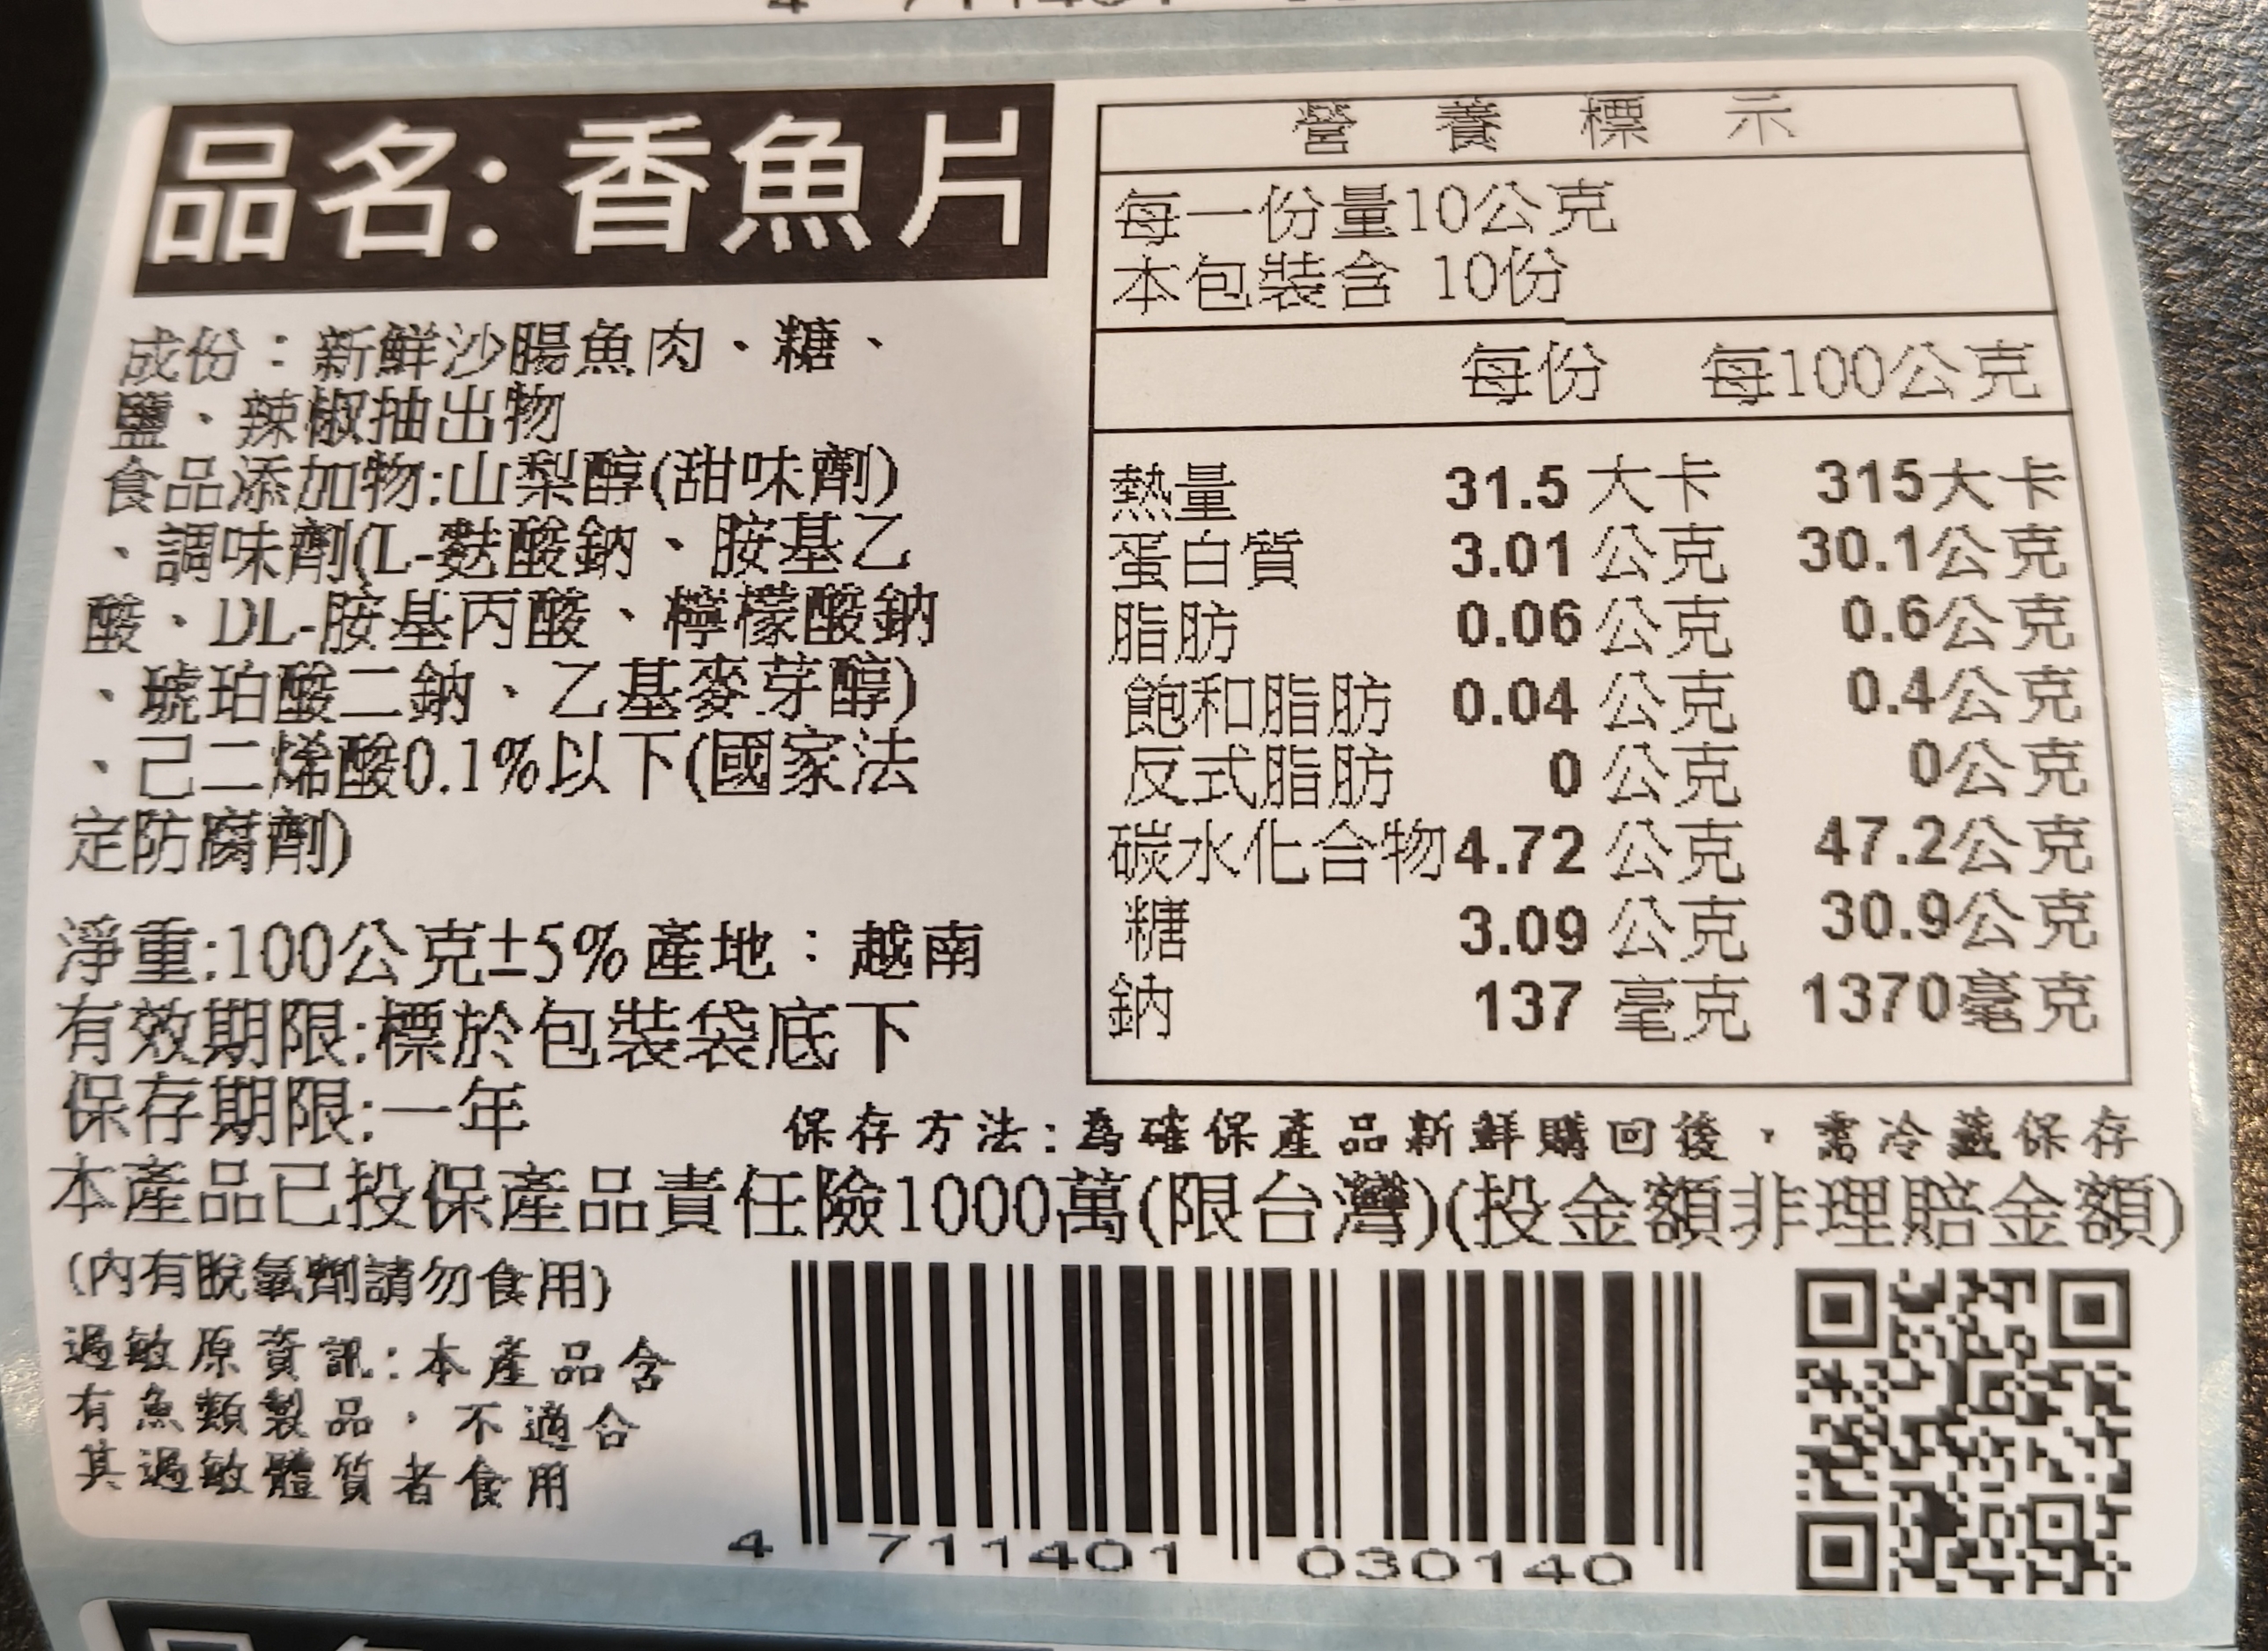 品名:香魚片
成份：新鮮沙腸魚肉、糖、
鹽、辣椒抽出物
食品添加物:山梨醇(甜味劑)
、調味劑(L-麩酸鈉、胺基乙
酸、DL-胺基丙酸、檸檬酸鈉
、琥珀酸二鈉、乙基麥芽醇)
、己二烯酸0.1%以下(國家法
定防腐劑)
淨重:100公克±5% 產地：越南
有效期限:標於包裝袋底下
保存期限:一年
營養標示
每一份量10公克
本包裝含 10份
每份 每100公克
熱量 31.5 大卡 315大卡
蛋白質 3.01 公克 30.1公克
脂肪 0.06 公克 0.6公克
飽和脂肪 0.04 公克 0.4公克
反式脂肪 0 公克 0公克
碳水化合物 4.72 公克 47.2公克
糖 3.09 公克 30.9公克
鈉 137 毫克 1370毫克
保存方法:為確保產品新鮮購回後，需冷藏保存
本產品已投保產品責任險1000萬(限台灣)(投金額非理賠金額)
(內有脫氧劑請勿食用)
過敏原資訊:本產品含
有魚類製品，不適合
其過敏體質者食用
4 711401 030140